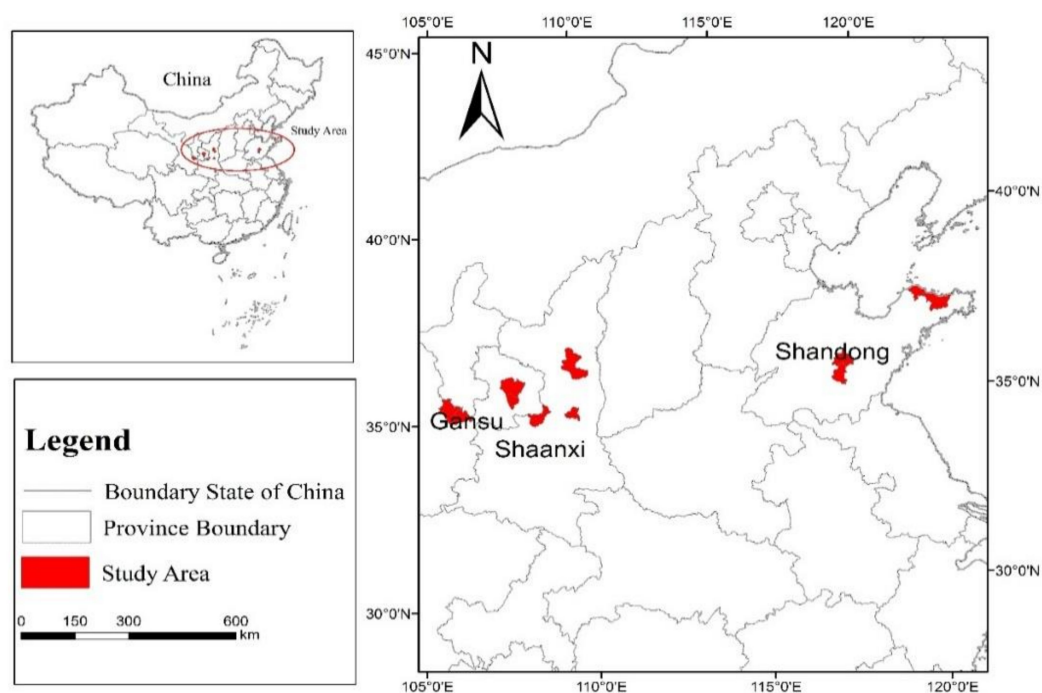 China
Study Area
Legend
Boundary State of China
Province Boundary
Study Area
0 150 300 600
km
105°0'E 110°0'E 115°0'E 120°0'E
N
45°0'N
40°0'N
35°0'N
30°0'N
Gansu
Shaanxi
Shandong
40°0'N
35°0'N
30°0'N
105°0'E 110°0'E 115°0'E 120°0'E